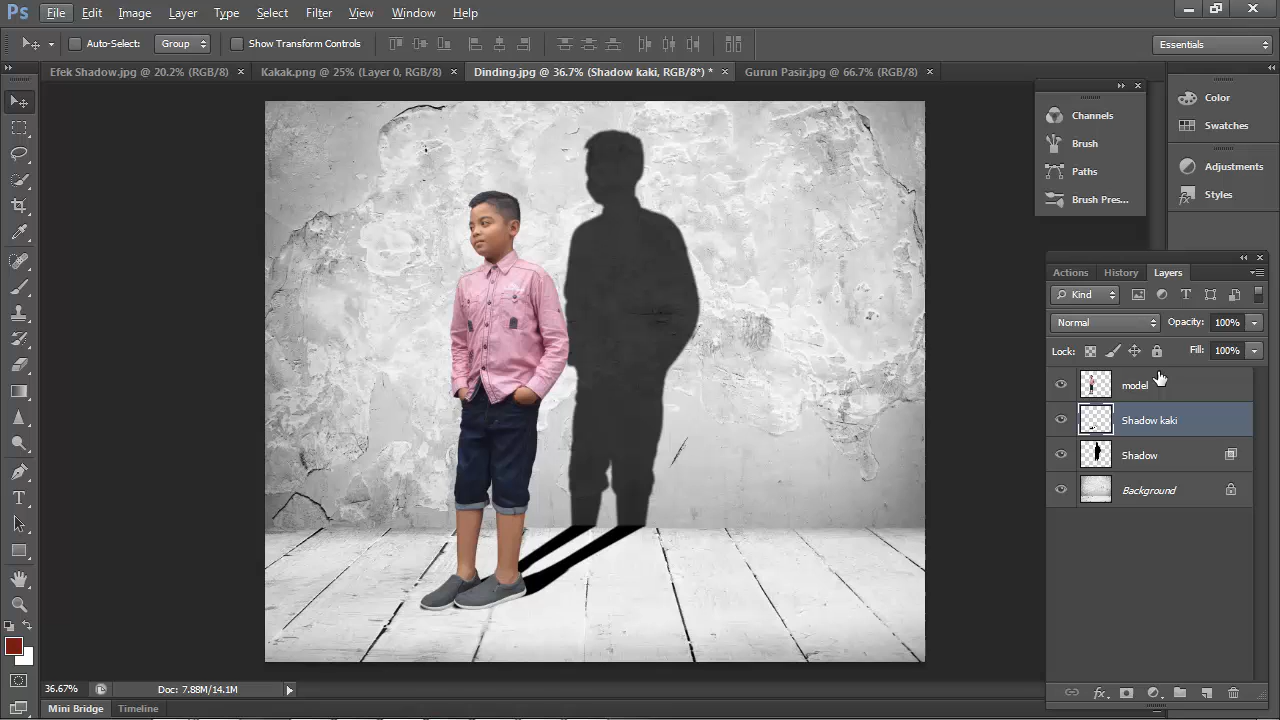 Ps File Edit Image Layer Type Select Filter View Window Help
Auto-Select: Group Show Transform Controls Essentials
Efek Shadow.jpg @ 20.2% (RGB/8) × Kakak.png @ 25% (Layer 0, RGB/8) × Dinding.jpg @ 36.7% (Shadow kaki, RGB/8*) * × Gurun Pasir.jpg @ 66.7% (RGB/8) ×
Channels
Brush
Paths
Brush Pres...
Color
Swatches
Adjustments
Styles
Actions History Layers
Kind
Normal Opacity: 100%
Lock: Fill: 100%
model
Shadow kaki
Shadow
Background
fx
T
36.67% Doc: 7.88M/14.1M
Mini Bridge Timeline